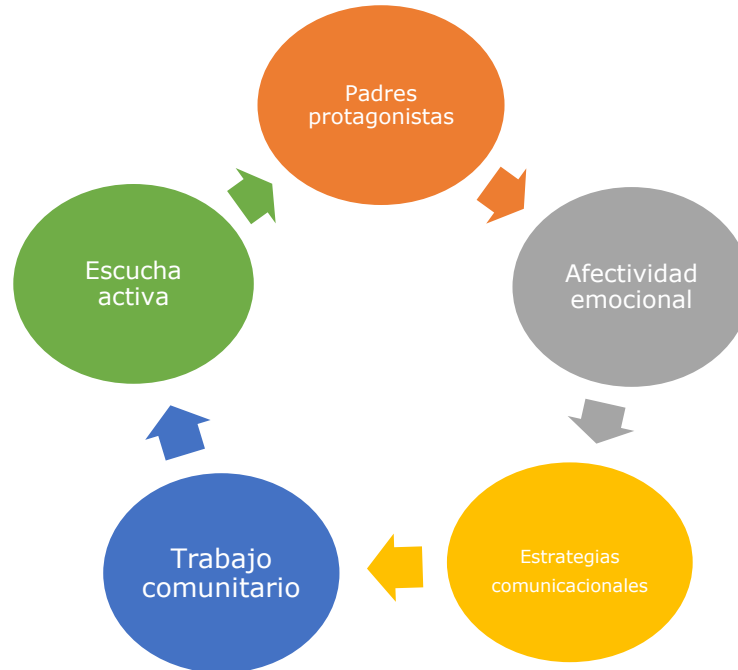 Padres
protagonistas
Afectividad
emocional
Estrategias
comunicacionales
Trabajo
comunitario
Escucha
activa